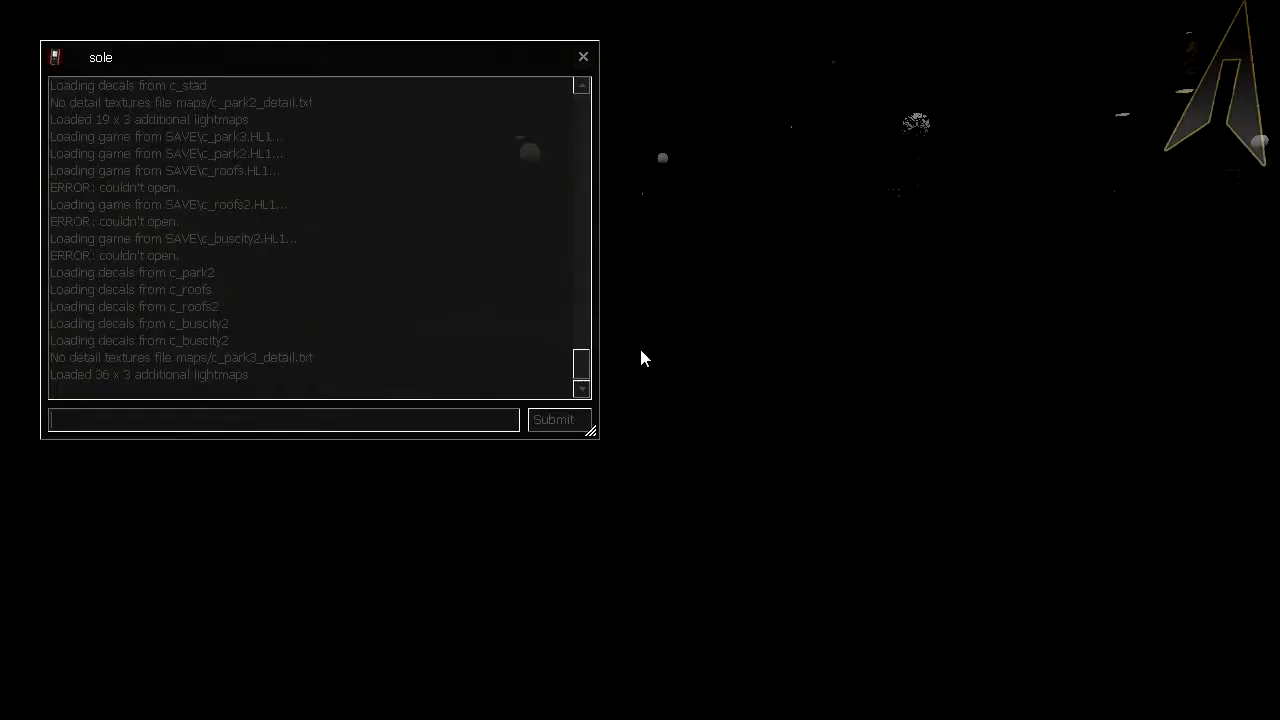 sole
Loading decals from c_stad
No detail textures file maps/c_park2_detail.txt
Loaded 19 x 3 additional lightmaps
Loading game from SAVE\c_park3.HL1...
Loading game from SAVE\c_park2.HL1...
Loading game from SAVE\c_roofs.HL1...
ERROR: couldn't open.
Loading game from SAVE\c_roofs2.HL1...
ERROR: couldn't open.
Loading game from SAVE\c_buscity2.HL1...
ERROR: couldn't open.
Loading decals from c_park2
Loading decals from c_roofs
Loading decals from c_roofs2
Loading decals from c_buscity2
Loading decals from c_buscity2
No detail textures file maps/c_park3_detail.txt
Loaded 36 x 3 additional lightmaps
Submit